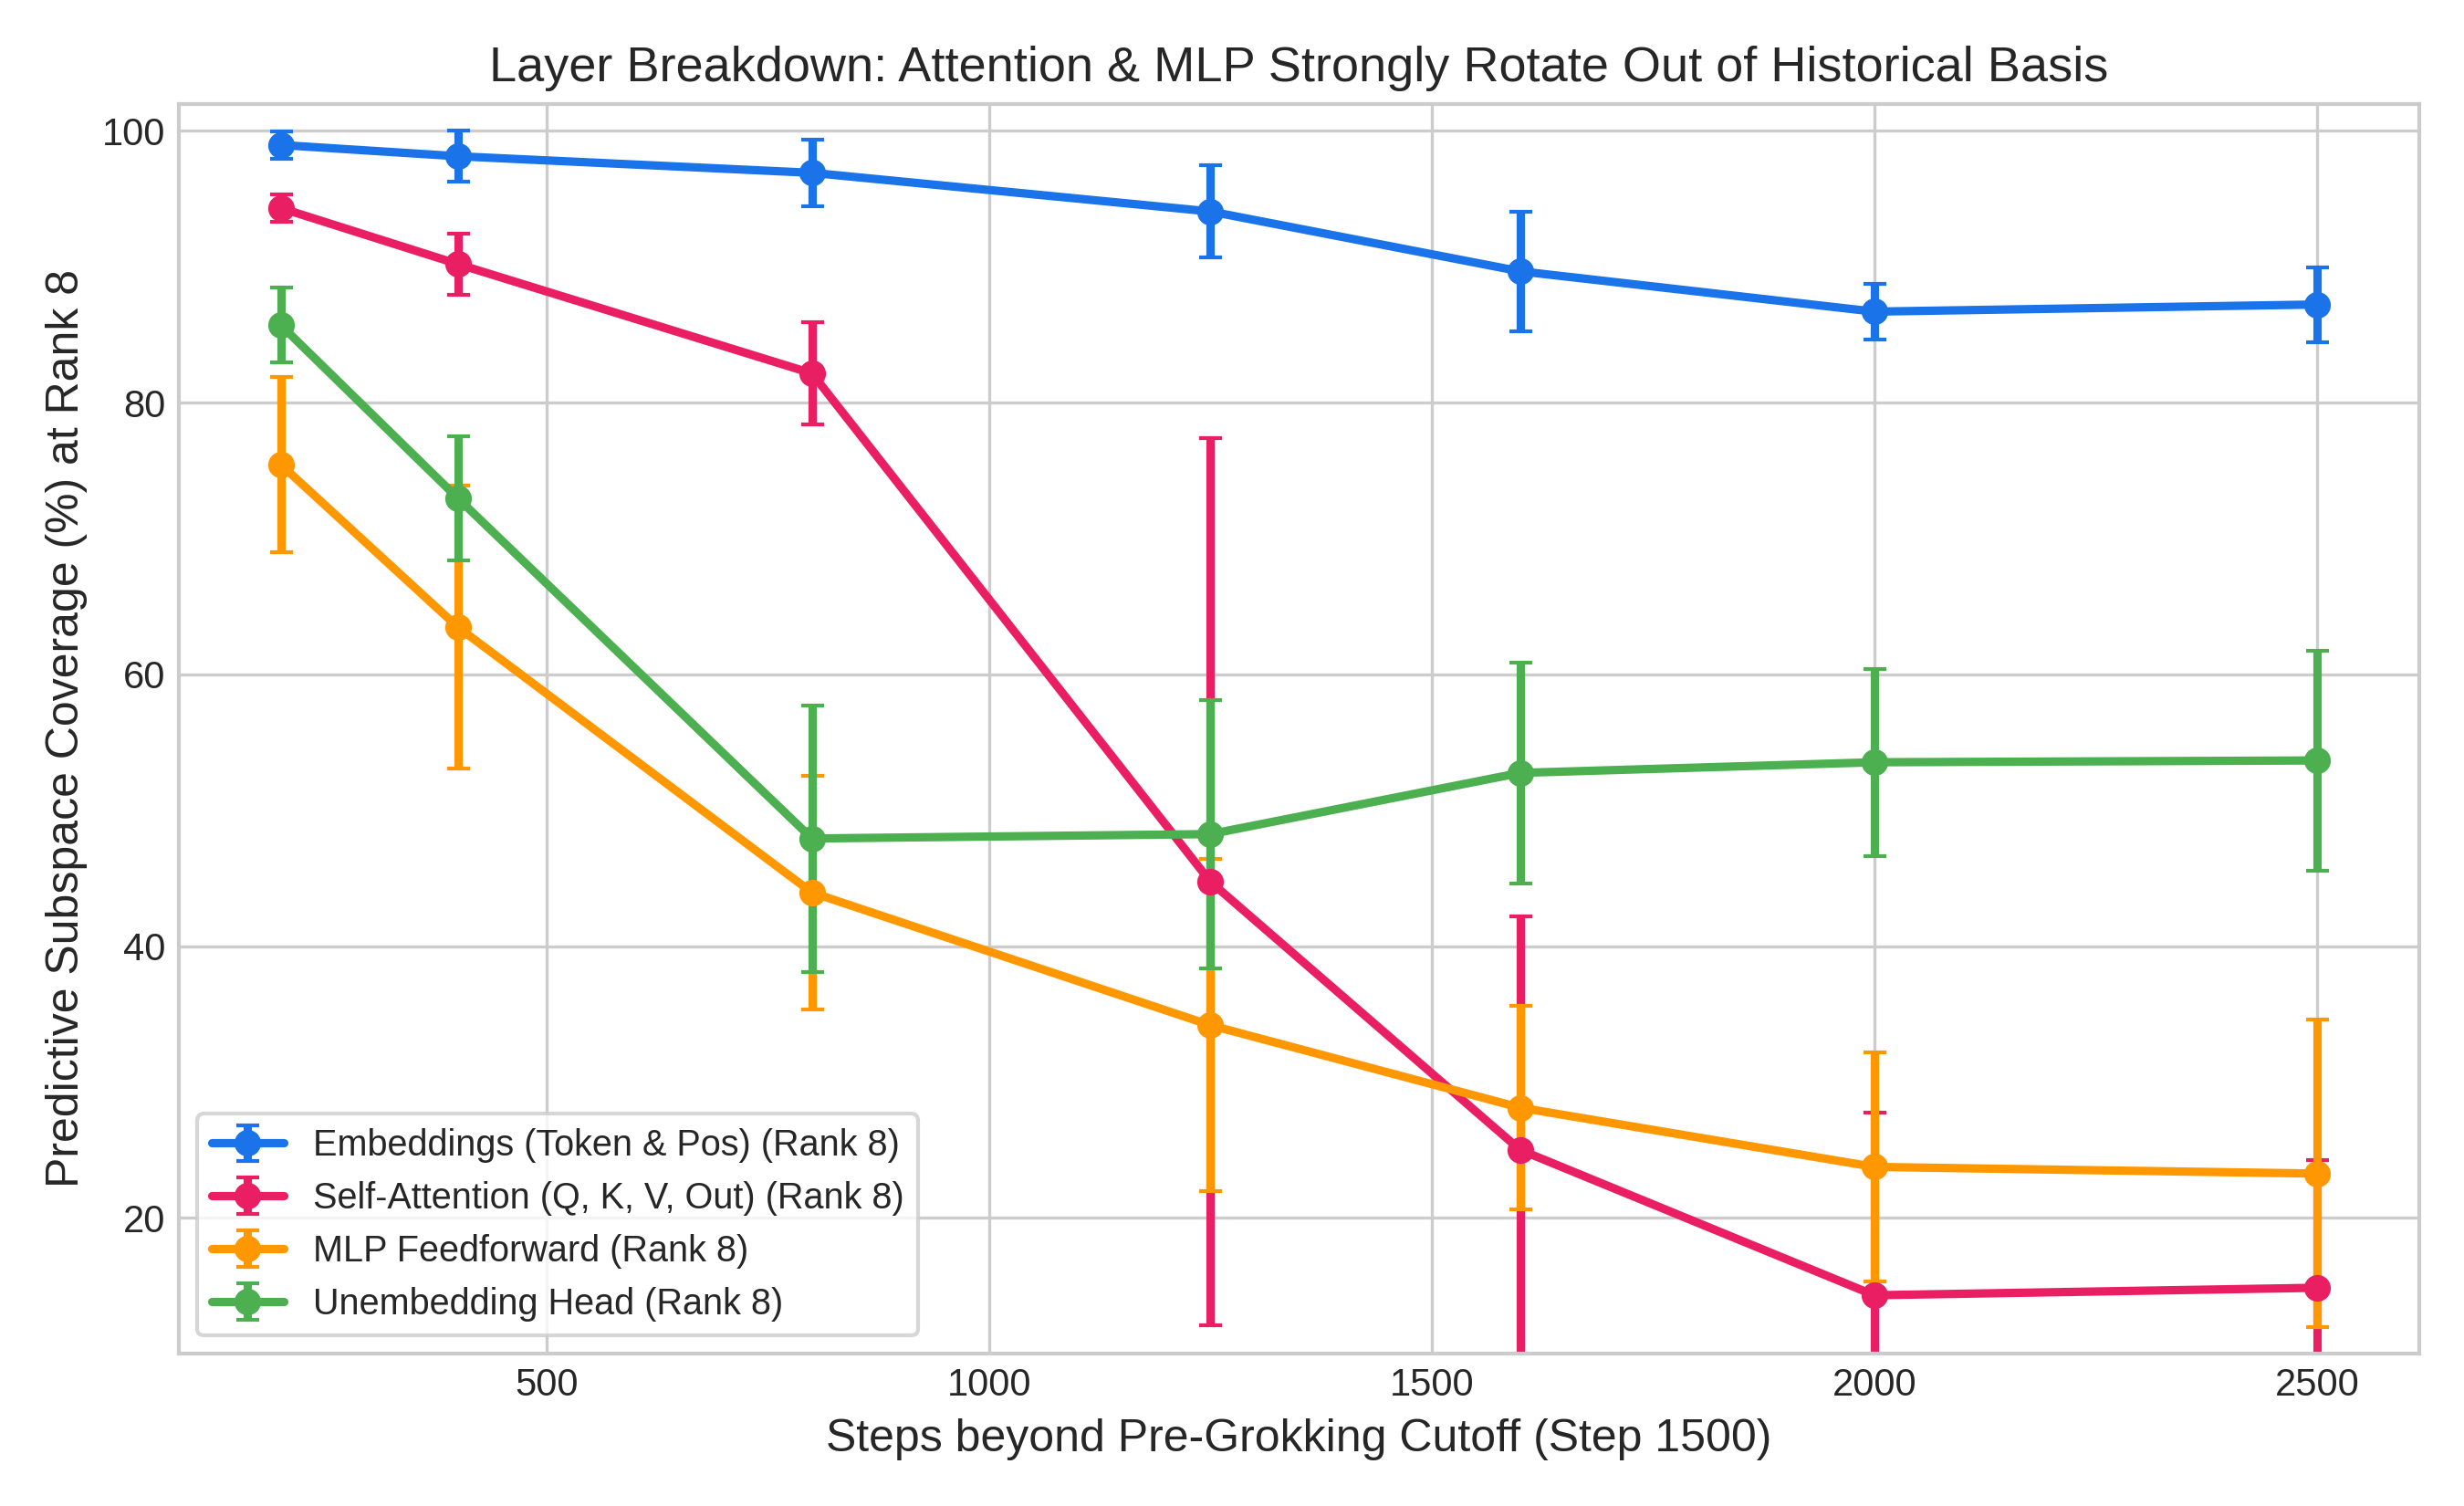 Layer Breakdown: Attention & MLP Strongly Rotate Out of Historical Basis
Predictive Subspace Coverage (%) at Rank 8
100
80
60
40
20
Embeddings (Token & Pos) (Rank 8)
Self-Attention (Q, K, V, Out) (Rank 8)
MLP Feedforward (Rank 8)
Unembedding Head (Rank 8)
500
1000
1500
2000
2500
Steps beyond Pre-Grokking Cutoff (Step 1500)